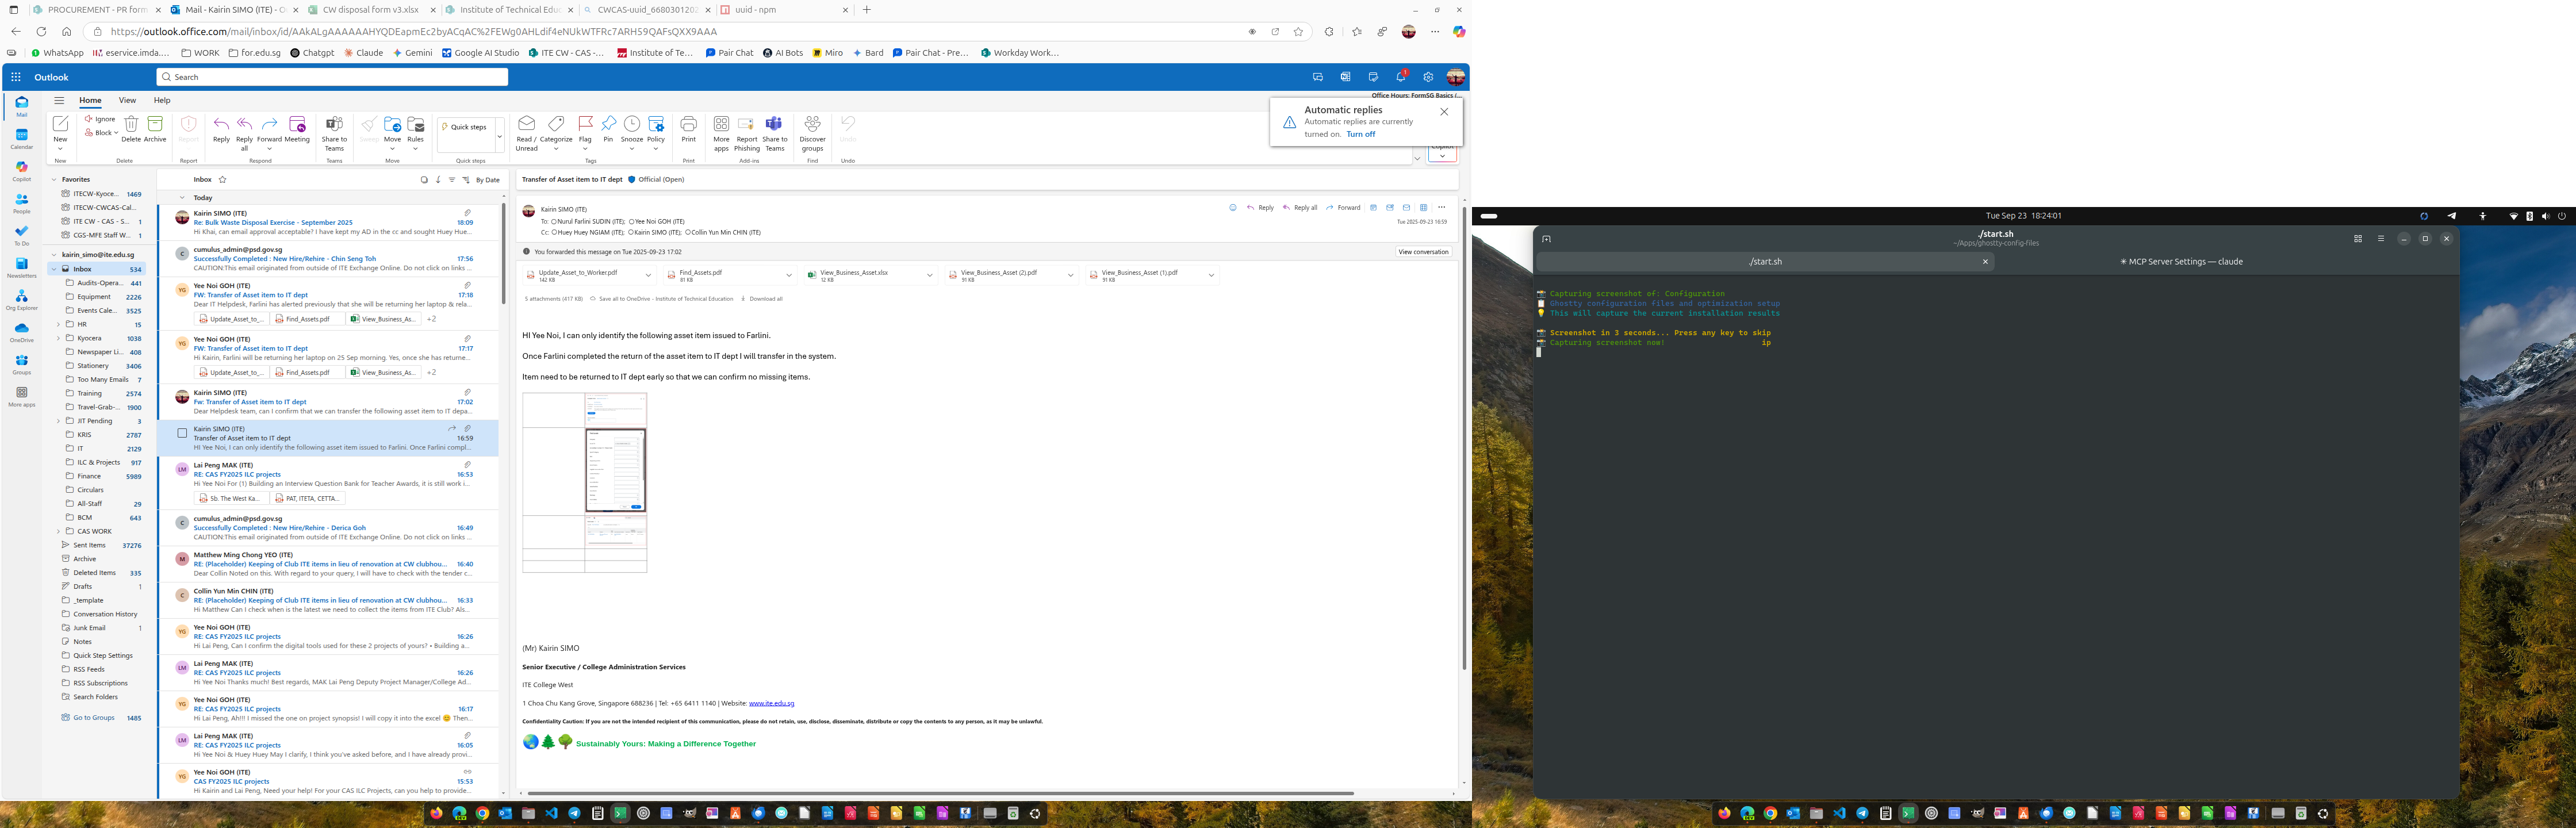 PROCUREMENT - PR form
Mail - Kairin SIMO (ITE) - O
CW disposal form v3.xlsx
Institute of Technical Educ
CWCAS-uuid_6680301202
uuid - npm
https://outlook.office.com/mail/inbox/id/AAkALgAAAAAAHYQDEapmEc2byACqAC%2FEWg0AHLdif4eNUkWTFRc7ARH59QAFsQXX9AAA
WhatsApp
eservice.imda....
WORK
for.edu.sg
Chatgpt
Claude
Gemini
Google AI Studio
ITE CW - CAS -...
Institute of Te...
Pair Chat
AI Bots
Miro
Bard
Pair Chat - Pre...
Workday Work...
Outlook
Search
1
Home
View
Help
Office Hours: FormSG Basics (...
Automatic replies
Automatic replies are currently
turned on. Turn off
New
Ignore
Block
Delete
Archive
Report
Reply
Reply all
Forward
Meeting
Share to Teams
Sweep
Move
Rules
Quick steps
Read / Unread
Categorize
Flag
Pin
Snooze
Policy
Print
More apps
Report Phishing
Share to Teams
Discover groups
Undo
Copilot
New
Delete
Report
Respond
Teams
Move
Quick steps
Tags
Print
Add-ins
Find
Undo
Mail
Calendar
Copilot
People
To Do
Newsletters
Org Explorer
OneDrive
Groups
More apps
Favorites
ITECW-Kyoce... 1469
ITECW-CWCAS-Cal...
ITE CW - CAS - S... 1
CGS-MFE Staff W... 1
kairin_simo@ite.edu.sg
Inbox 534
Audits-Opera... 441
Equipment 2226
Events Cale... 3525
HR 15
Kyocera 1038
Newspaper Li... 408
Stationery 3406
Too Many Emails 7
Training 2574
Travel-Grab-... 1900
JIT Pending 3
KRIS 2787
IT 2129
ILC & Projects 917
Finance 5989
Circulars
All-Staff 29
BCM 643
CAS WORK
Sent Items 37276
Archive
Deleted Items 335
Drafts 1
_template
Conversation History
Junk Email 1
Notes
Quick Step Settings
RSS Feeds
RSS Subscriptions
Search Folders
Go to Groups 1485
Inbox
By Date
Today
Kairin SIMO (ITE)
Re: Bulk Waste Disposal Exercise - September 2025 18:09
Hi Khai, can email approval acceptable? I have kept my AD in the cc and sought Huey Hue...
cumulus_admin@psd.gov.sg
Successfully Completed : New Hire/Rehire - Chin Seng Toh 17:56
CAUTION:This email originated from outside of ITE Exchange Online. Do not click on links ...
YG
Yee Noi GOH (ITE)
FW: Transfer of Asset item to IT dept 17:18
Dear IT Helpdesk, Farlini has alerted previously that she will be returning her laptop & rela...
Update_Asset_to_...
Find_Assets.pdf
View_Business_As...
+2
YG
Yee Noi GOH (ITE)
FW: Transfer of Asset item to IT dept 17:17
Hi Kairin, Farlini will be returning her laptop on 25 Sep morning. Yes, once she has returne...
Update_Asset_to_...
Find_Assets.pdf
View_Business_As...
+2
Kairin SIMO (ITE)
Fw: Transfer of Asset item to IT dept 17:02
Dear Helpdesk team, can I confirm that we can transfer the following asset item to IT depa...
Kairin SIMO (ITE)
Transfer of Asset item to IT dept 16:59
HI Yee Noi, I can only identify the following asset item issued to Farlini. Once Farlini compl...
LM
Lai Peng MAK (ITE)
RE: CAS FY2025 ILC projects 16:53
Hi Yee Noi For (1) Building an Interview Question Bank for Teacher Awards, it is still work i...
5b. The West Ka...
PAT, ITETA, CETTA...
C
cumulus_admin@psd.gov.sg
Successfully Completed : New Hire/Rehire - Derica Goh 16:49
CAUTION:This email originated from outside of ITE Exchange Online. Do not click on links ...
M
Matthew Ming Chong YEO (ITE)
RE: (Placeholder) Keeping of Club ITE items in lieu of renovation at CW clubhou... 16:40
Dear Collin Noted on this. With regard to your query, I will have to check with the tender c...
C
Collin Yun Min CHIN (ITE)
RE: (Placeholder) Keeping of Club ITE items in lieu of renovation at CW clubhou... 16:33
Hi Matthew Can I check when is the latest we need to collect the items from ITE Club? Als...
YG
Yee Noi GOH (ITE)
RE: CAS FY2025 ILC projects 16:26
Hi Lai Peng, Can I confirm the digital tools used for these 2 projects of yours? • Building a...
LM
Lai Peng MAK (ITE)
RE: CAS FY2025 ILC projects 16:26
Hi Yee Noi Thanks much! Best regards, MAK Lai Peng Deputy Project Manager/College Ad...
YG
Yee Noi GOH (ITE)
RE: CAS FY2025 ILC projects 16:17
Hi Lai Peng, Ah!!! I missed the one on project synopsis! I will copy it into the excel 😊 Then...
LM
Lai Peng MAK (ITE)
RE: CAS FY2025 ILC projects 16:05
Hi Yee Noi & Huey Huey May I clarify, I think you've asked before, and I have already provi...
YG
Yee Noi GOH (ITE)
CAS FY2025 ILC projects 15:53
Hi Kairin and Lai Peng, Need your help! For your CAS ILC Projects, can you help to provide...
Transfer of Asset item to IT dept
Official (Open)
Kairin SIMO (ITE)
To: Nurul Farlini SUDIN (ITE); Yee Noi GOH (ITE)
Cc: Huey Huey NGIAM (ITE); Kairin SIMO (ITE); Collin Yun Min CHIN (ITE)
Reply
Reply all
Forward
Tue 2025-09-23 16:59
You forwarded this message on Tue 2025-09-23 17:02
View conversation
Update_Asset_to_Worker.pdf
142 KB
Find_Assets.pdf
81 KB
View_Business_Asset.xlsx
12 KB
View_Business_Asset (2).pdf
91 KB
View_Business_Asset (1).pdf
91 KB
5 attachments (417 KB)
Save all to OneDrive - Institute of Technical Education
Download all
HI Yee Noi, I can only identify the following asset item issued to Farlini.
Once Farlini completed the return of the asset item to IT dept I will transfer in the system.
Item need to be returned to IT dept early so that we can confirm no missing items.
(Mr) Kairin SIMO
Senior Executive / College Administration Services
ITE College West
1 Choa Chu Kang Grove, Singapore 688236 | Tel: +65 6411 1140 | Website: www.ite.edu.sg
Confidentiality Caution: If you are not the intended recipient of this communication, please do not retain, use, disclose, disseminate, distribute or copy the contents to any person, as it may be unlawful.
Sustainably Yours: Making a Difference Together
Tue Sep 23 18:24:01
./start.sh
~/Apps/ghostty-config-files
./start.sh
✳ MCP Server Settings — claude
Capturing screenshot of: Configuration
Ghostty configuration files and optimization setup
This will capture the current installation results
Screenshot in 3 seconds... Press any key to skip
Capturing screenshot now! ip